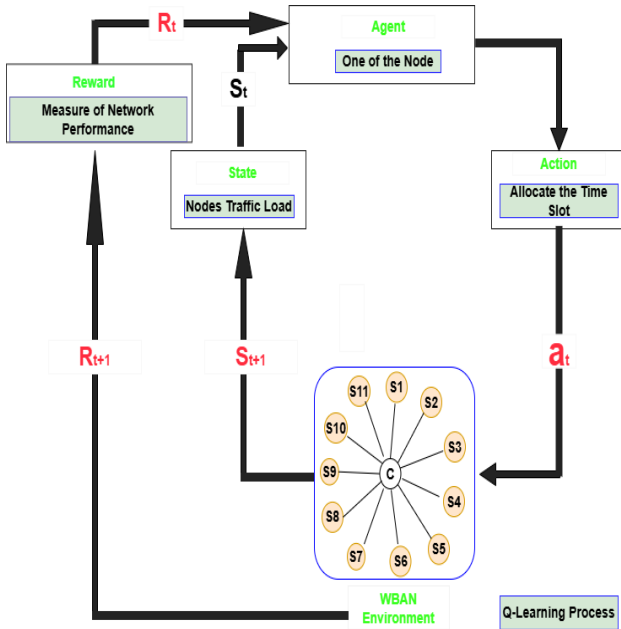 Rt
Agent
One of the Node
Reward
Measure of Network
Performance
St
State
Nodes Traffic Load
Action
Allocate the Time
Slot
Rt+1
St+1
at
S11
S1
S2
S10
S3
S9
C
S4
S8
S5
S7
S6
WBAN
Environment
Q-Learning Process